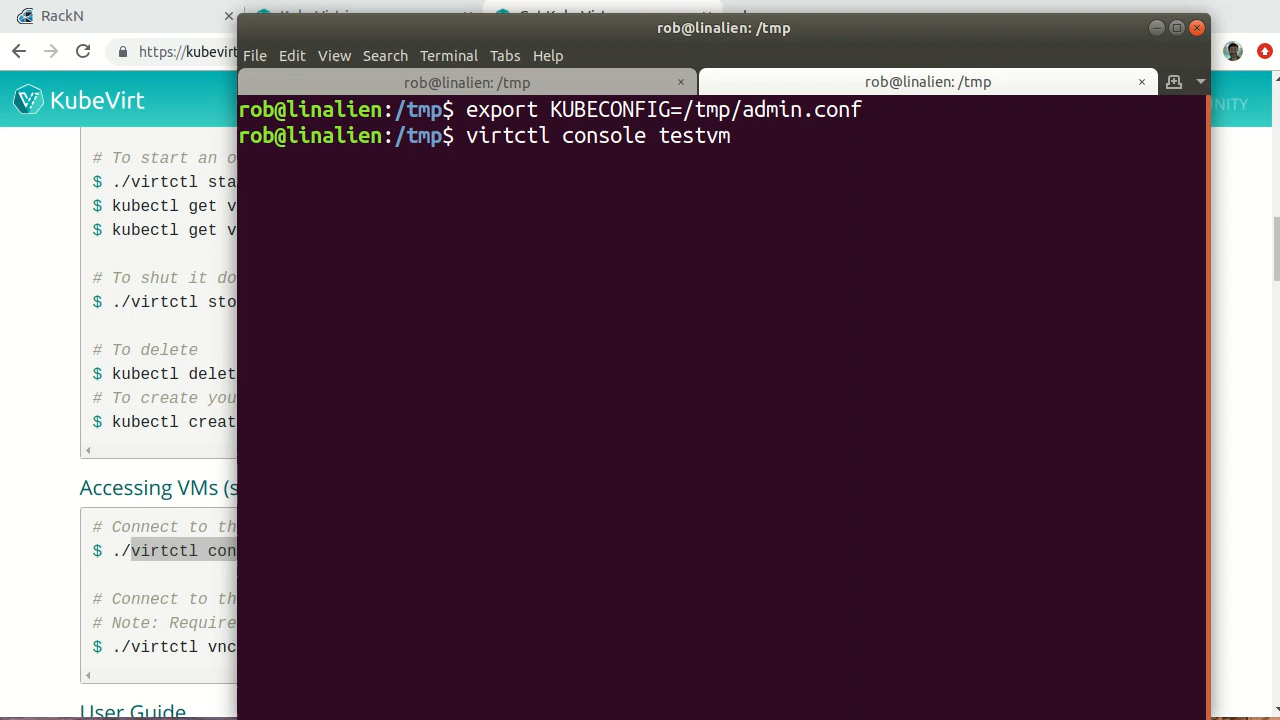 RackN
https://kubevirt
rob@linalien: /tmp
File Edit View Search Terminal Tabs Help
rob@linalien: /tmp
rob@linalien: /tmp
KubeVirt
UNITY
rob@linalien:/tmp$ export KUBECONFIG=/tmp/admin.conf
rob@linalien:/tmp$ virtctl console testvm
# To start an o
$ ./virtctl sta
$ kubectl get v
$ kubectl get v
# To shut it do
$ ./virtctl sto
# To delete
$ kubectl delet
# To create you
$ kubectl creat
Accessing VMs (s
# Connect to th
$ ./virtctl con
# Connect to th
# Note: Require
$ ./virtctl vnc
User Guide